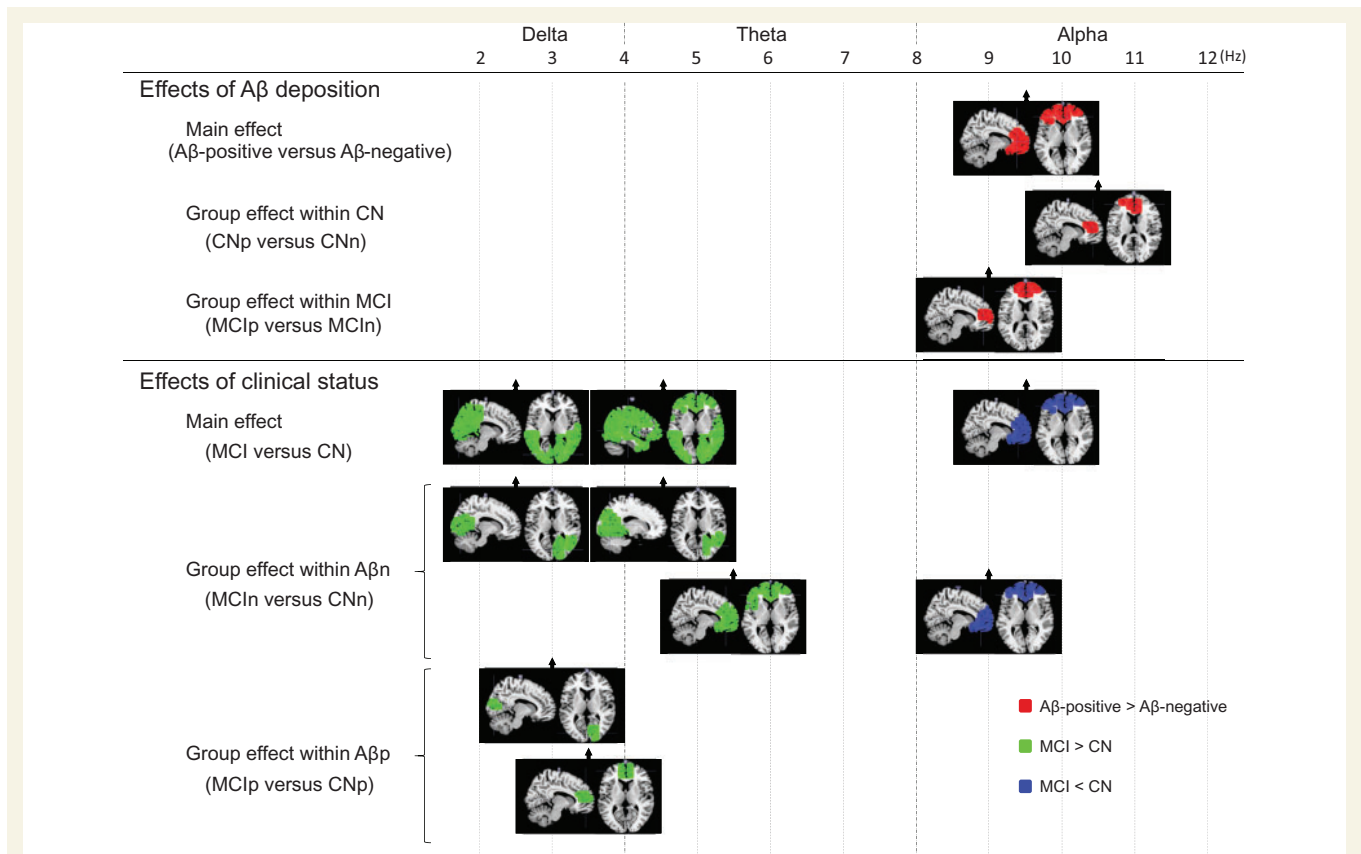 Delta Theta Alpha
2 3 4 5 6 7 8 9 10 11 12 (Hz)
Effects of Aβ deposition
Main effect
(Aβ-positive versus Aβ-negative)
Group effect within CN
(CNp versus CNn)
Group effect within MCI
(MCIp versus MCIn)
Effects of clinical status
Main effect
(MCI versus CN)
Group effect within Aβn
(MCIn versus CNn)
Group effect within Aβp
(MCIp versus CNp)
Aβ-positive > Aβ-negative
MCI > CN
MCI < CN